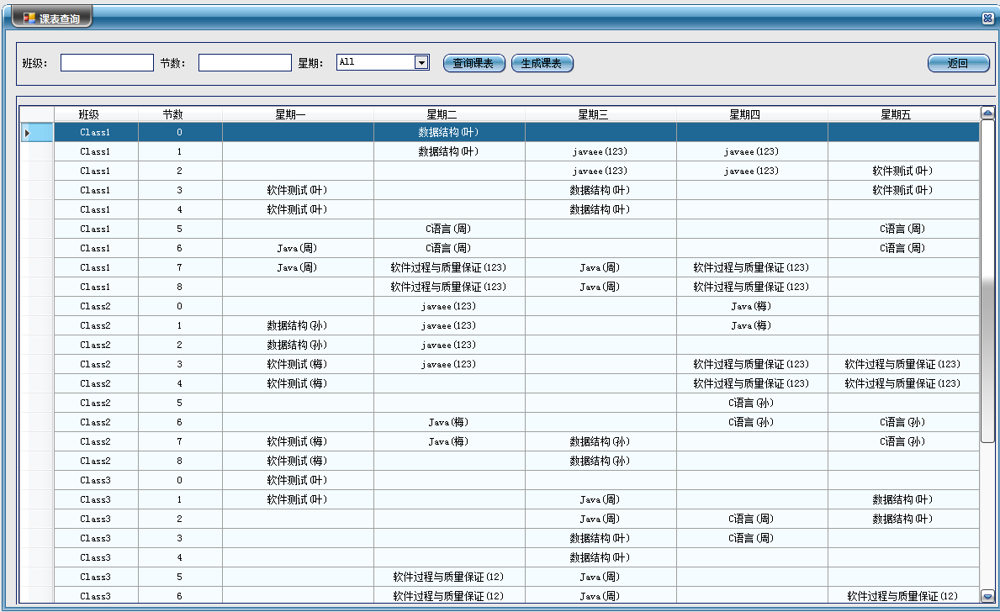 课表查询
班级： 节数： 星期： All 查询课表 生成课表 返回
班级 节数 星期一 星期二 星期三 星期四 星期五
Class1 0 数据结构(叶)
Class1 1 数据结构(叶) javaee(123) javaee(123)
Class1 2 javaee(123) javaee(123) 软件测试(叶)
Class1 3 软件测试(叶) 数据结构(叶) 软件测试(叶)
Class1 4 软件测试(叶) 数据结构(叶)
Class1 5 C语言(周) C语言(周)
Class1 6 Java(周) C语言(周) C语言(周)
Class1 7 Java(周) 软件过程与质量保证(123) Java(周) 软件过程与质量保证(123)
Class1 8 软件过程与质量保证(123) Java(周) 软件过程与质量保证(123)
Class2 0 javaee(123) Java(梅)
Class2 1 数据结构(孙) javaee(123) Java(梅)
Class2 2 数据结构(孙) javaee(123)
Class2 3 软件测试(梅) javaee(123) 软件过程与质量保证(123) 软件过程与质量保证(123)
Class2 4 软件测试(梅) 软件过程与质量保证(123) 软件过程与质量保证(123)
Class2 5 C语言(孙)
Class2 6 Java(梅) C语言(孙) C语言(孙)
Class2 7 软件测试(梅) Java(梅) 数据结构(孙) C语言(孙)
Class2 8 软件测试(梅) 数据结构(孙)
Class3 0 软件测试(叶)
Class3 1 软件测试(叶) Java(周) 数据结构(叶)
Class3 2 Java(周) C语言(周) 数据结构(叶)
Class3 3 数据结构(叶) C语言(周)
Class3 4 数据结构(叶)
Class3 5 软件过程与质量保证(12) Java(周)
Class3 6 软件过程与质量保证(12) Java(周) 软件过程与质量保证(12)